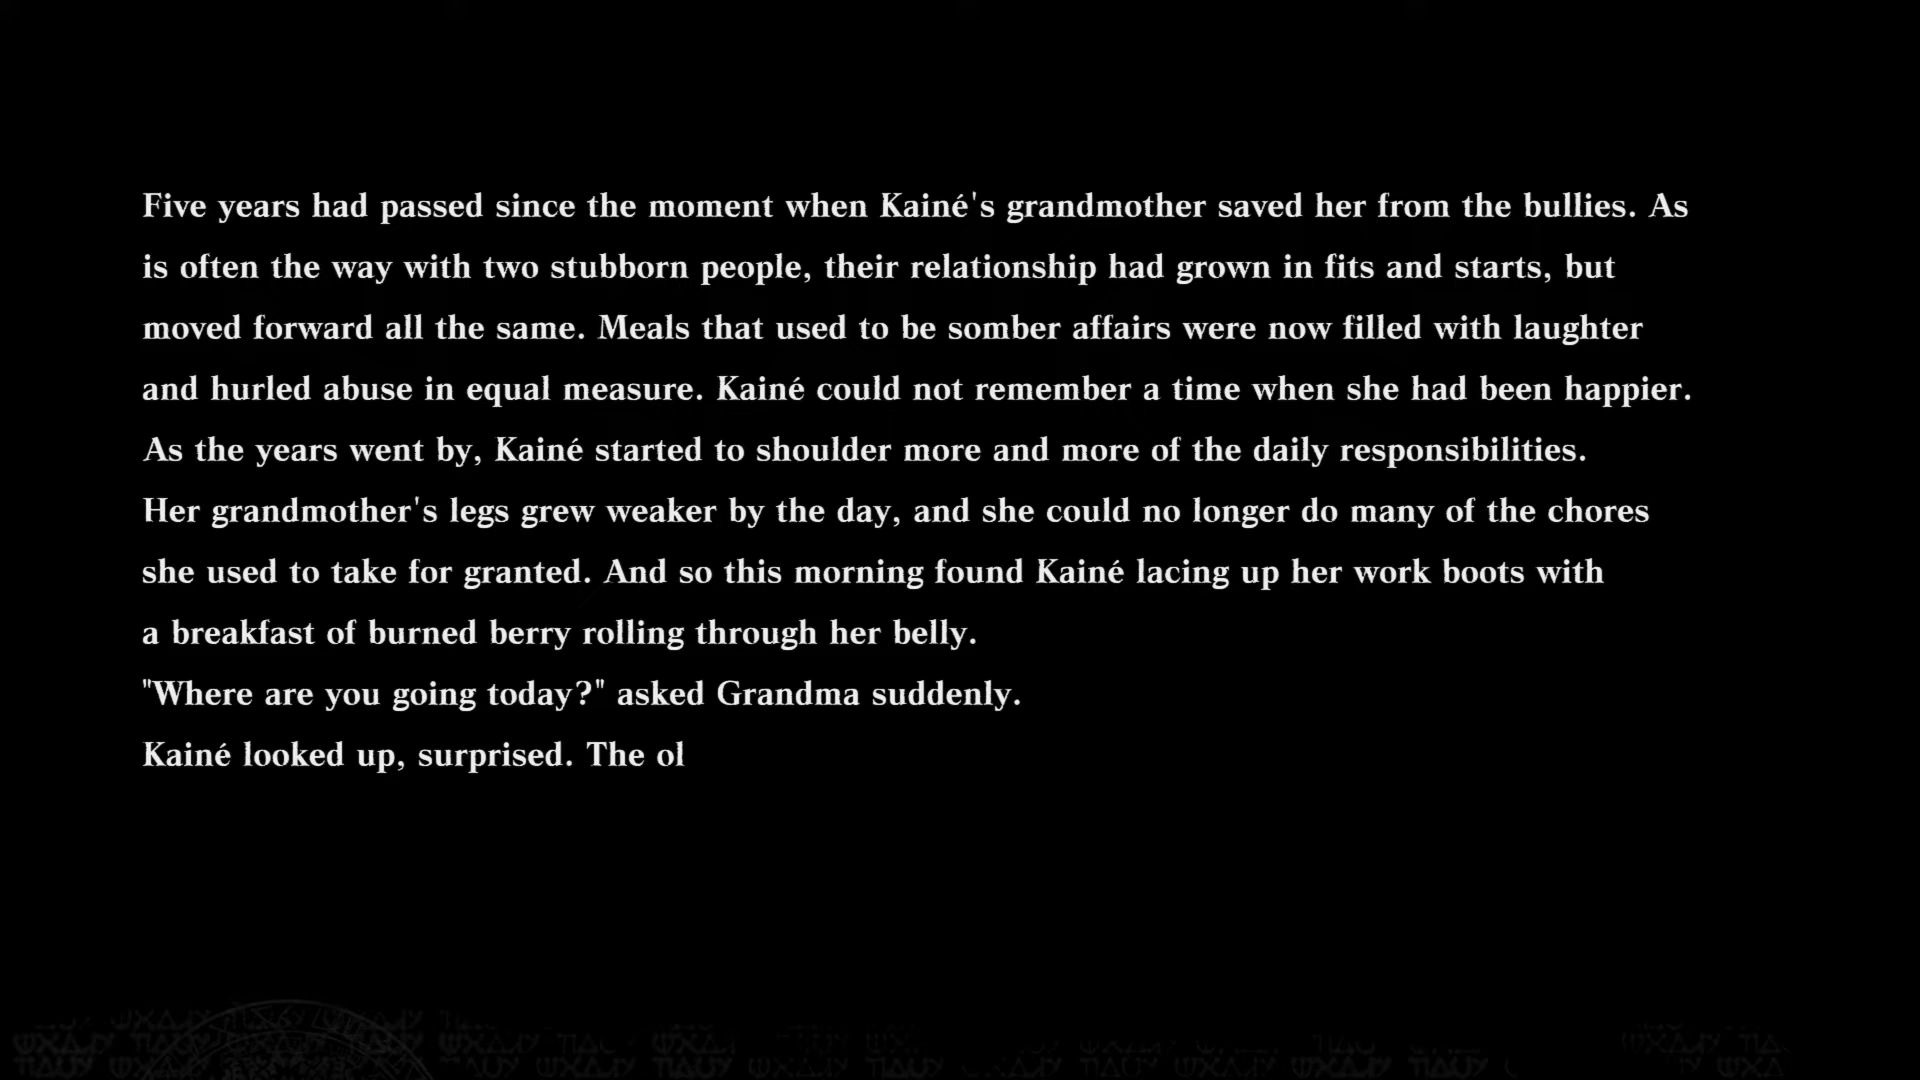 Five years had passed since the moment when Kainé's grandmother saved her from the bullies. As
is often the way with two stubborn people, their relationship had grown in fits and starts, but
moved forward all the same. Meals that used to be somber affairs were now filled with laughter
and hurled abuse in equal measure. Kainé could not remember a time when she had been happier.
As the years went by, Kainé started to shoulder more and more of the daily responsibilities.
Her grandmother's legs grew weaker by the day, and she could no longer do many of the chores
she used to take for granted. And so this morning found Kainé lacing up her work boots with
a breakfast of burned berry rolling through her belly.
"Where are you going today?" asked Grandma suddenly.
Kainé looked up, surprised. The ol